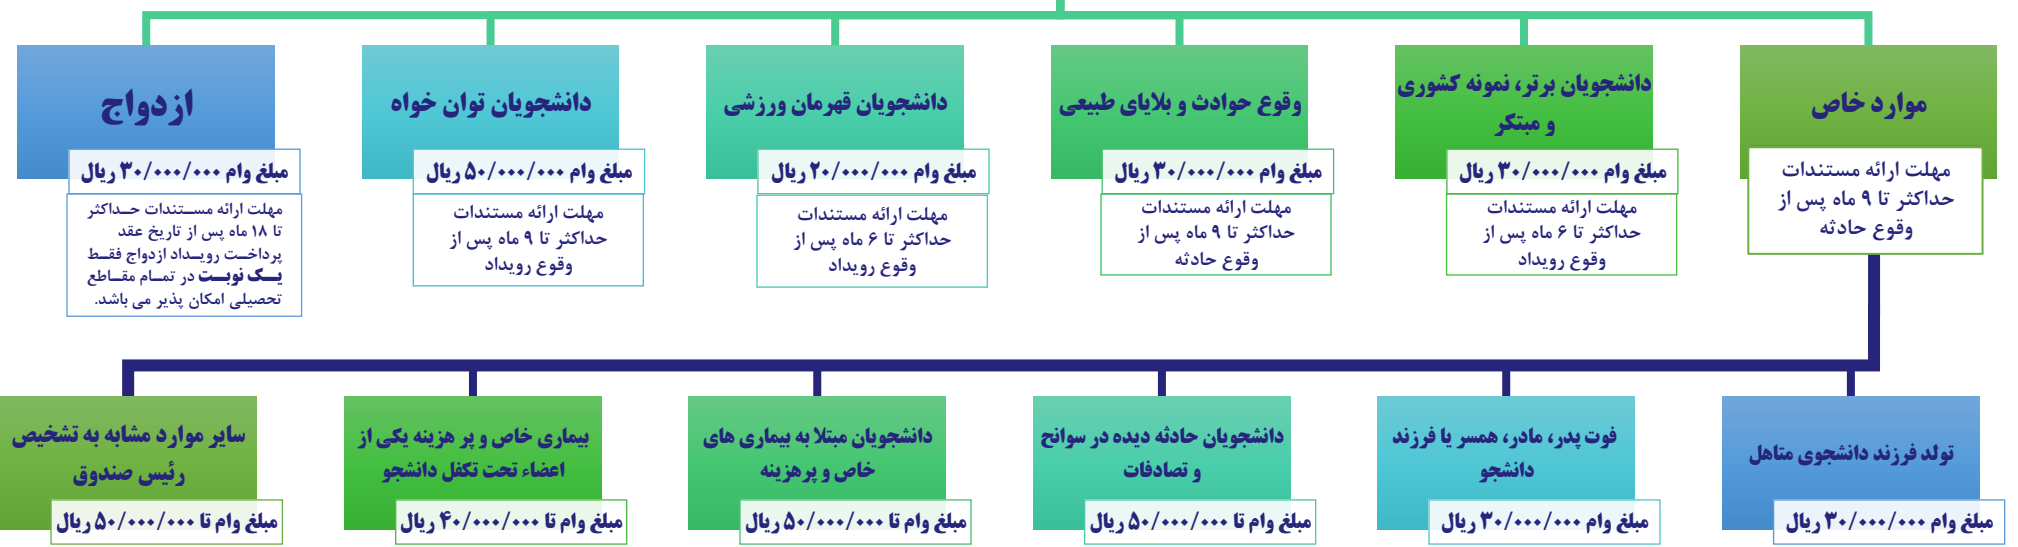 موارد خاص
مهلت ارائه مستندات
حداکثر تا ۹ ماه پس از
وقوع حادثه
دانشجویان برتر، نمونه کشوری
و مبتکر
مبلغ وام ۳۰/۰۰۰/۰۰۰ ریال
مهلت ارائه مستندات
حداکثر تا ۶ ماه پس از
وقوع رویداد
وقوع حوادث و بلایای طبیعی
مبلغ وام ۳۰/۰۰۰/۰۰۰ ریال
مهلت ارائه مستندات
حداکثر تا ۹ ماه پس از
وقوع حادثه
دانشجویان قهرمان ورزشی
مبلغ وام ۲۰/۰۰۰/۰۰۰ ریال
مهلت ارائه مستندات
حداکثر تا ۶ ماه پس از
وقوع رویداد
دانشجویان توان خواه
مبلغ وام ۵۰/۰۰۰/۰۰۰ ریال
مهلت ارائه مستندات
حداکثر تا ۹ ماه پس از
وقوع رویداد
ازدواج
مبلغ وام ۳۰/۰۰۰/۰۰۰ ریال
مهلت ارائه مستندات حداکثر
تا ۱۸ ماه پس از تاریخ عقد
پرداخت رویداد ازدواج فقط
یک نوبت در تمام مقاطع
تحصیلی امکان پذیر می باشد.
تولد فرزند دانشجوی متاهل
مبلغ وام ۳۰/۰۰۰/۰۰۰ ریال
فوت پدر، مادر، همسر یا فرزند
دانشجو
مبلغ وام ۳۰/۰۰۰/۰۰۰ ریال
دانشجویان حادثه دیده در سوانح
و تصادفات
مبلغ وام تا ۵۰/۰۰۰/۰۰۰ ریال
دانشجویان مبتلا به بیماری های
خاص و پرهزینه
مبلغ وام تا ۵۰/۰۰۰/۰۰۰ ریال
بیماری خاص و پر هزینه یکی از
اعضاء تحت تکفل دانشجو
مبلغ وام تا ۴۰/۰۰۰/۰۰۰ ریال
سایر موارد مشابه به تشخیص
رئیس صندوق
مبلغ وام تا ۵۰/۰۰۰/۰۰۰ ریال